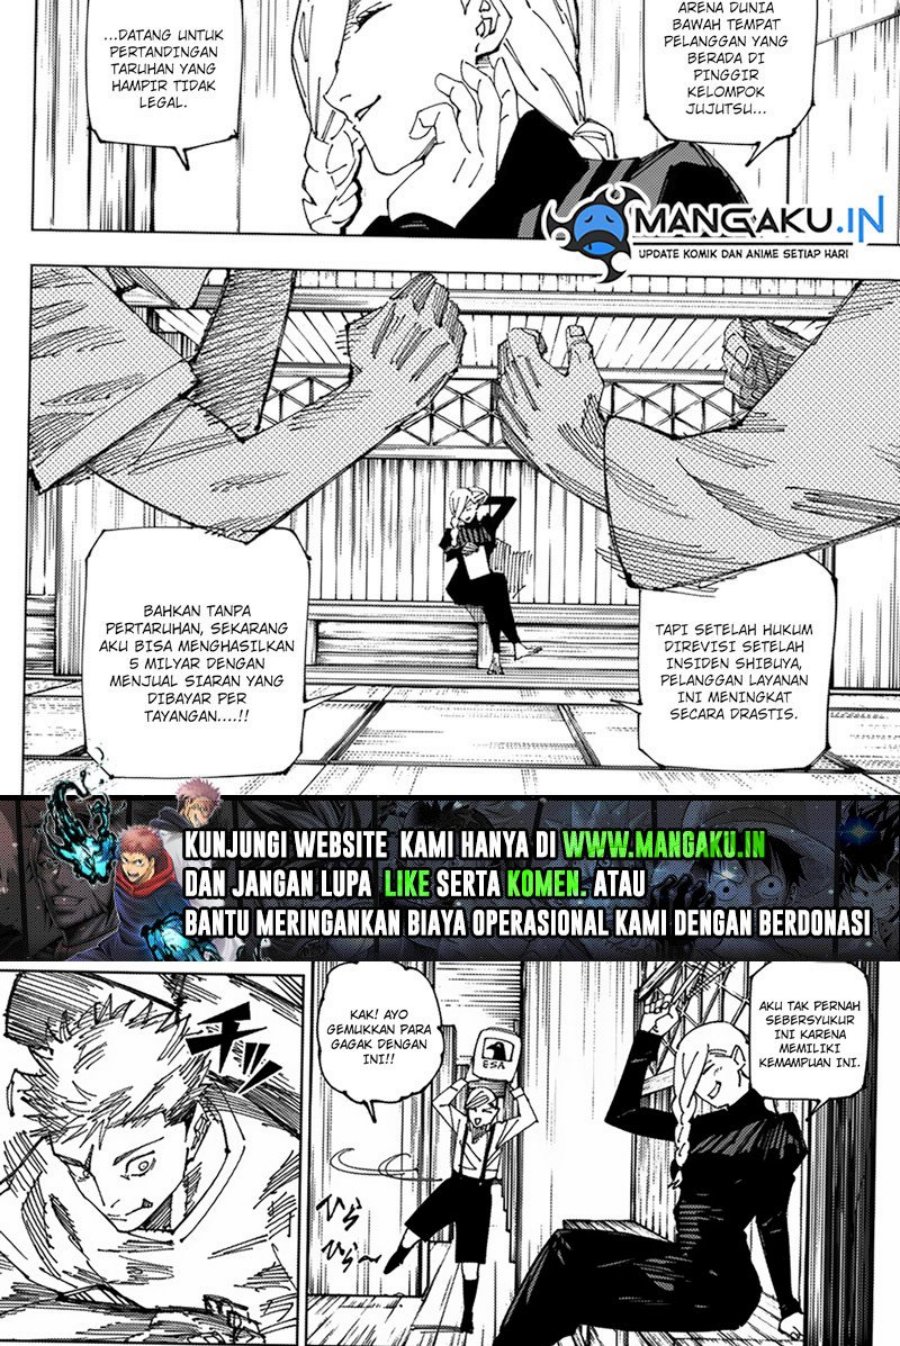 ARENA DUNIA
BAWAH TEMPAT
PELANGGAN YANG
BERADA DI
PINGGIR
KELOMPOK
JUJUTSU...
...DATANG UNTUK
PERTANDINGAN
TARUHAN YANG
HAMPIR TIDAK
LEGAL.
MANGAKU.IN
UPDATE KOMIK DAN ANIME SETIAP HARI
TAPI SETELAH HUKUM
DIREVISI SETELAH
INSIDEN SHIBUYA,
PELANGGAN LAYANAN
INI MENINGKAT
SECARA DRASTIS.
BAHKAN TANPA
PERTARUHAN, SEKARANG
AKU BISA MENGHASILKAN
5 MILYAR DENGAN
MENJUAL SIARAN YANG
DIBAYAR PER
TAYANGAN....!!
KUNJUNGI WEBSITE KAMI HANYA DI WWW.MANGAKU.IN
DAN JANGAN LUPA LIKE SERTA KOMEN. ATAU
BANTU MERINGANKAN BIAYA OPERASIONAL KAMI DENGAN BERDONASI
AKU TAK PERNAH
SEBERSYUKUR
INI KARENA
MEMILIKI
KEMAMPUAN INI.
KAK! AYO
GEMUKKAN PARA
GAGAK DENGAN
INI!!
ESA
ひら
ひら〜
チッ